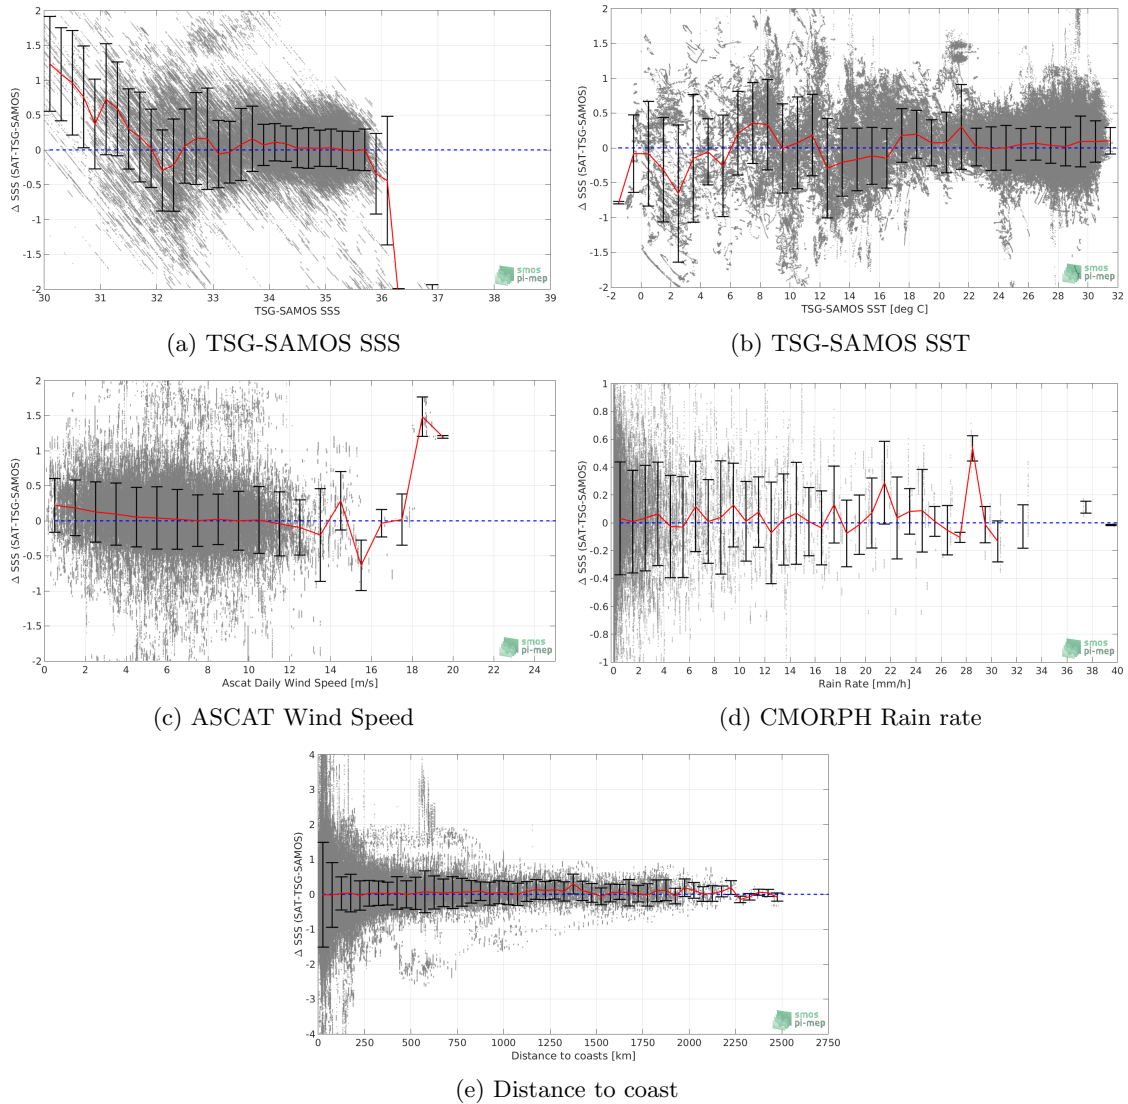 2
1.5
1
0.5
0
-0.5
-1
-1.5
-2
Δ SSS (SAT-TSG-SAMOS)
30 31 32 33 34 35 36 37 38 39
TSG-SAMOS SSS
smos
pi-mep
(a) TSG-SAMOS SSS
2
1.5
1
0.5
0
-0.5
-1
-1.5
-2
Δ SSS (SAT-TSG-SAMOS)
-2 0 2 4 6 8 10 12 14 16 18 20 22 24 26 28 30 32
TSG-SAMOS SST [deg C]
smos
pi-mep
(b) TSG-SAMOS SST
2
1.5
1
0.5
0
-0.5
-1
-1.5
-2
Δ SSS (SAT-TSG-SAMOS)
0 2 4 6 8 10 12 14 16 18 20 22 24
Ascat Daily Wind Speed [m/s]
smos
pi-mep
(c) ASCAT Wind Speed
1
0.8
0.6
0.4
0.2
0
-0.2
-0.4
-0.6
-0.8
-1
Δ SSS (SAT-TSG-SAMOS)
0 2 4 6 8 10 12 14 16 18 20 22 24 26 28 30 32 34 36 38 40
Rain Rate [mm/h]
smos
pi-mep
(d) CMORPH Rain rate
4
3
2
1
0
-1
-2
-3
-4
Δ SSS (SAT-TSG-SAMOS)
0 250 500 750 1000 1250 1500 1750 2000 2250 2500 2750
Distance to coasts [km]
smos
pi-mep
(e) Distance to coast